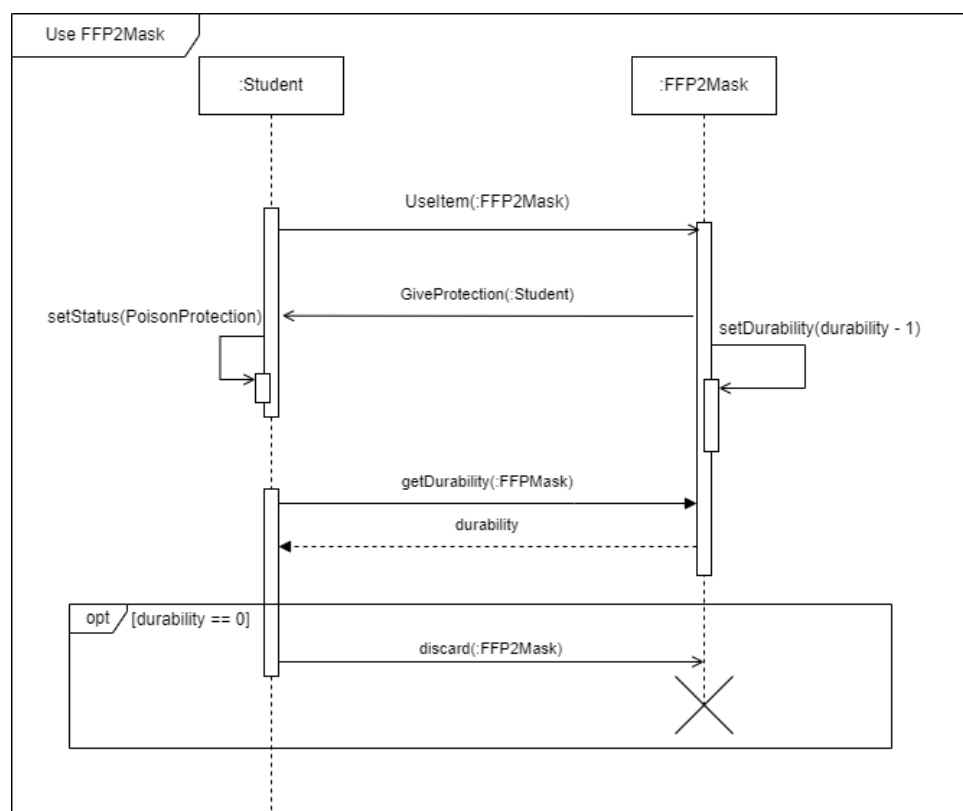 Use FFP2Mask
:Student
:FFP2Mask
UseItem(:FFP2Mask)
GiveProtection(:Student)
setStatus(PoisonProtection)
setDurability(durability - 1)
getDurability(:FFPMask)
durability
opt
[durability == 0]
discard(:FFP2Mask)